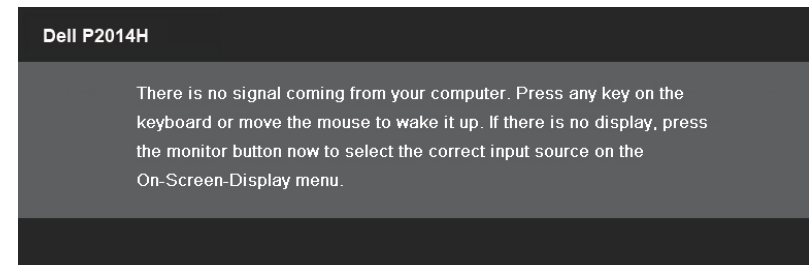 Dell P2014H
There is no signal coming from your computer. Press any key on the
keyboard or move the mouse to wake it up. If there is no display, press
the monitor button now to select the correct input source on the
On-Screen-Display menu.